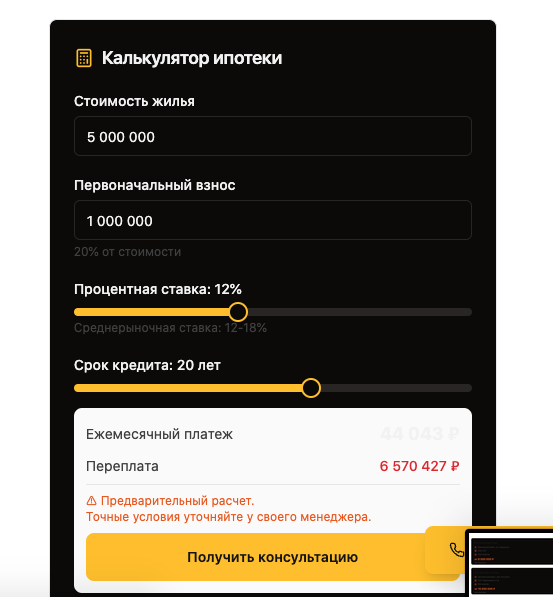 Калькулятор ипотеки
Стоимость жилья
5 000 000
Первоначальный взнос
1 000 000
20% от стоимости
Процентная ставка: 12%
Среднерыночная ставка: 12-18%
Срок кредита: 20 лет
Ежемесячный платеж 44 043 ₽
Переплата 6 570 427 ₽
Предварительный расчет.
Точные условия уточняйте у своего менеджера.
Получить консультацию